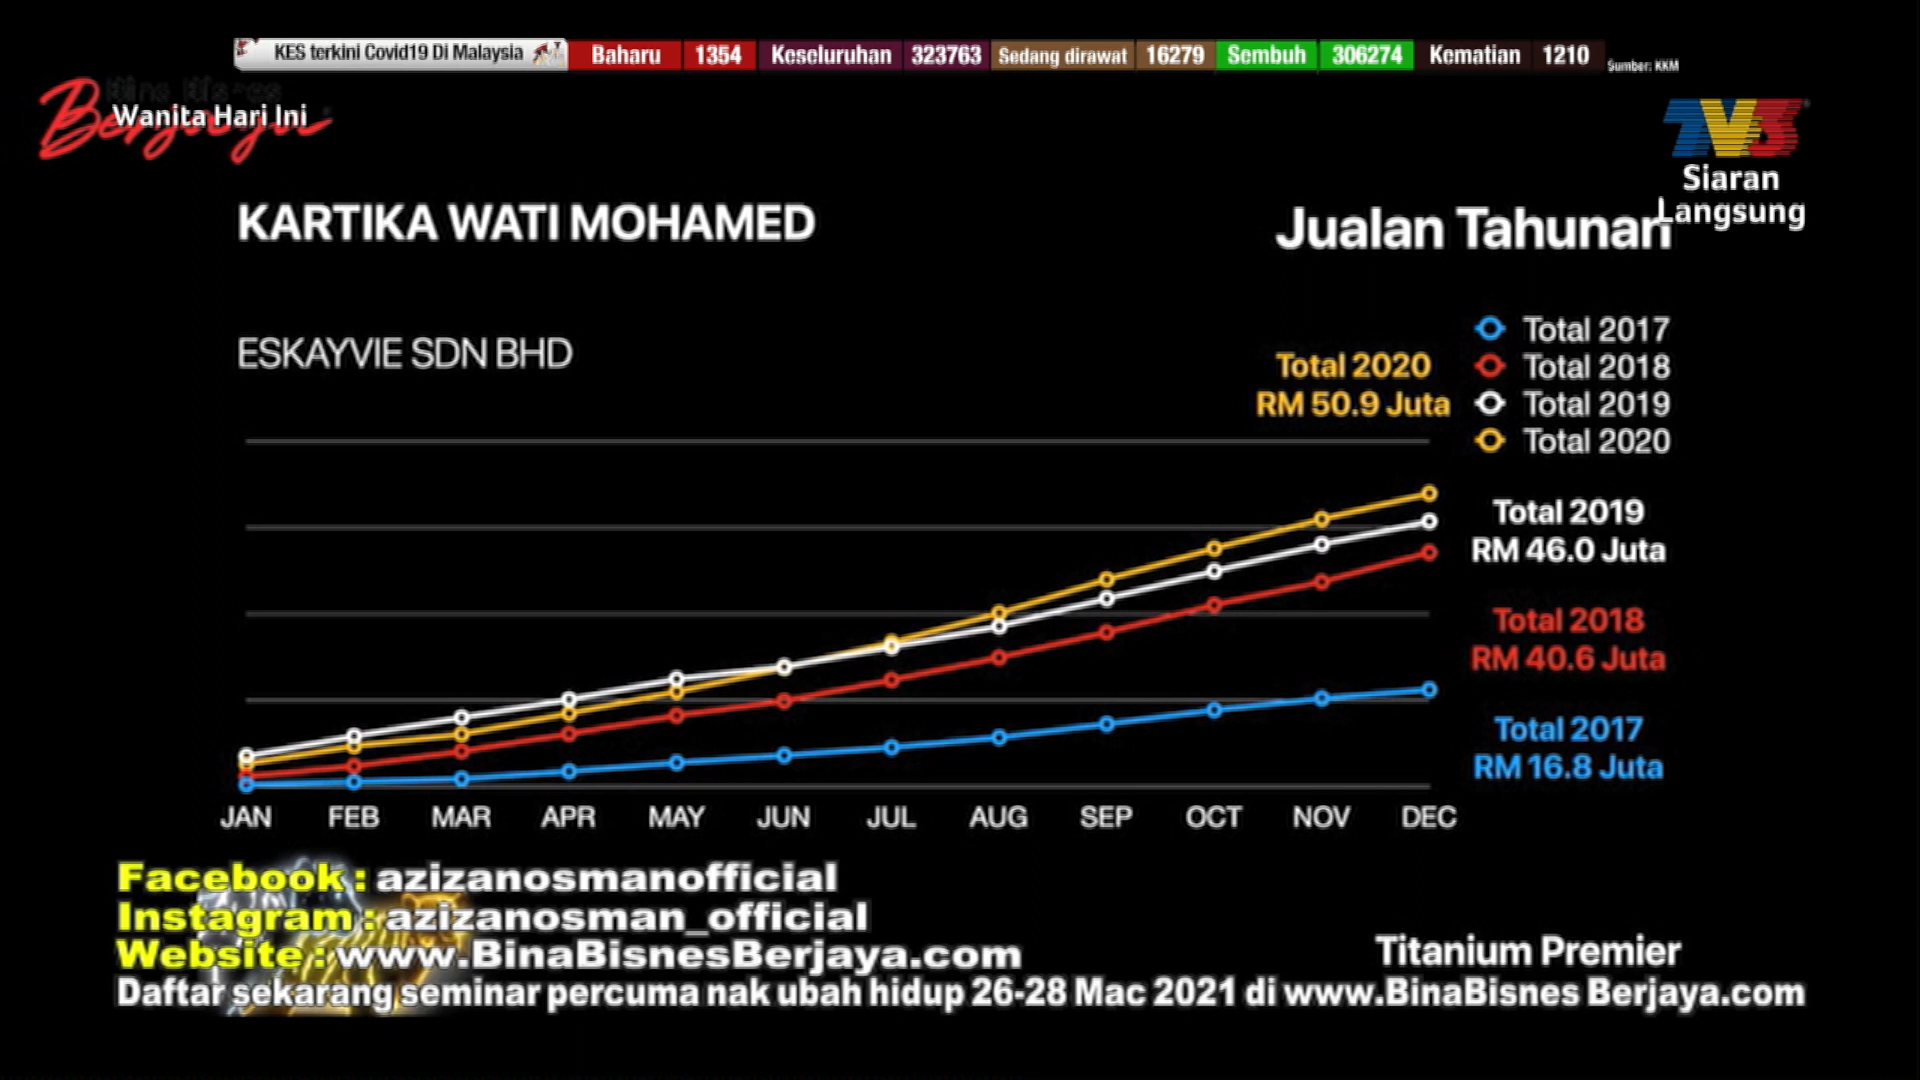 KES terkini Covid19 Di Malaysia Baharu 1354 Keseluruhan 323763 Sedang dirawat 16279 Sembuh 306274 Kematian 1210 Sumber: KKM
Berjaya
Wanita Hari Ini
TV3
Siaran
Langsung
KARTIKA WATI MOHAMED
Jualan Tahunan
ESKAYVIE SDN BHD
Total 2017
Total 2018
Total 2019
Total 2020
Total 2020
RM 50.9 Juta
Total 2019
RM 46.0 Juta
Total 2018
RM 40.6 Juta
Total 2017
RM 16.8 Juta
JAN FEB MAR APR MAY JUN JUL AUG SEP OCT NOV DEC
Facebook : azizanosmanofficial
Instagram : azizanosman_official
Website : www.BinaBisnesBerjaya.com
Titanium Premier
Daftar sekarang seminar percuma nak ubah hidup 26-28 Mac 2021 di www.BinaBisnes Berjaya.com